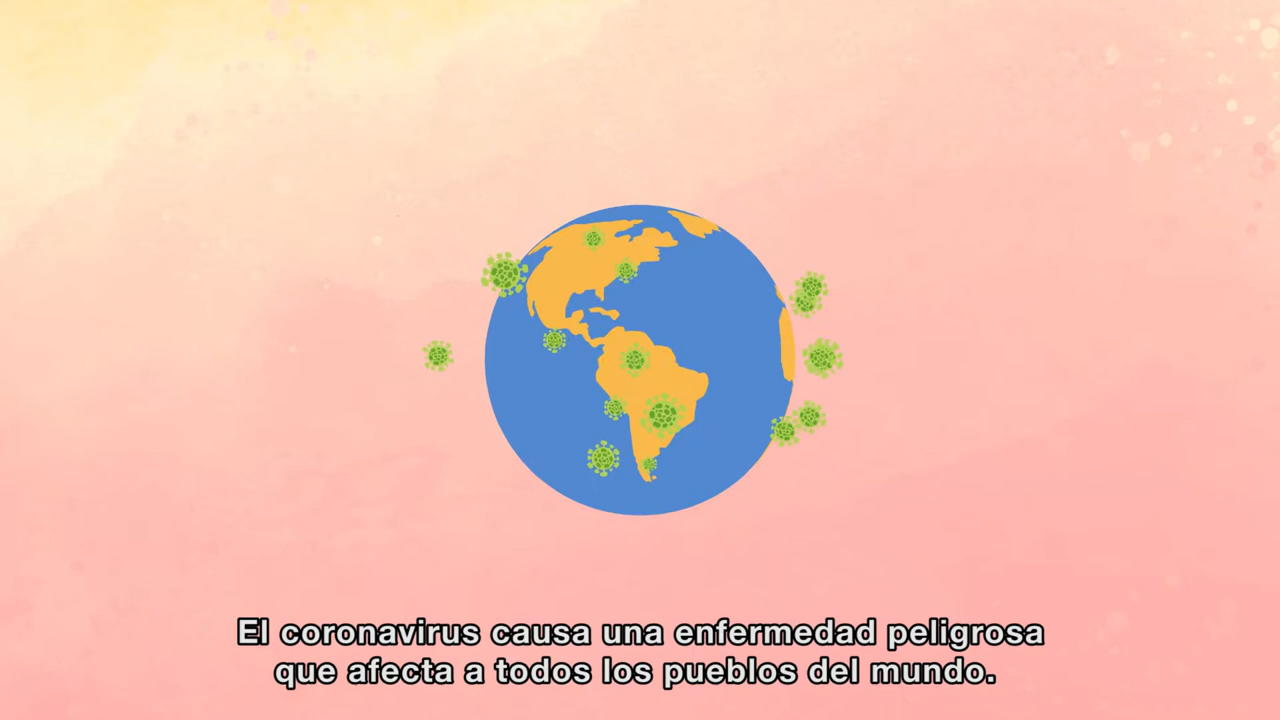 El coronavirus causa una enfermedad peligrosa
que afecta a todos los pueblos del mundo.